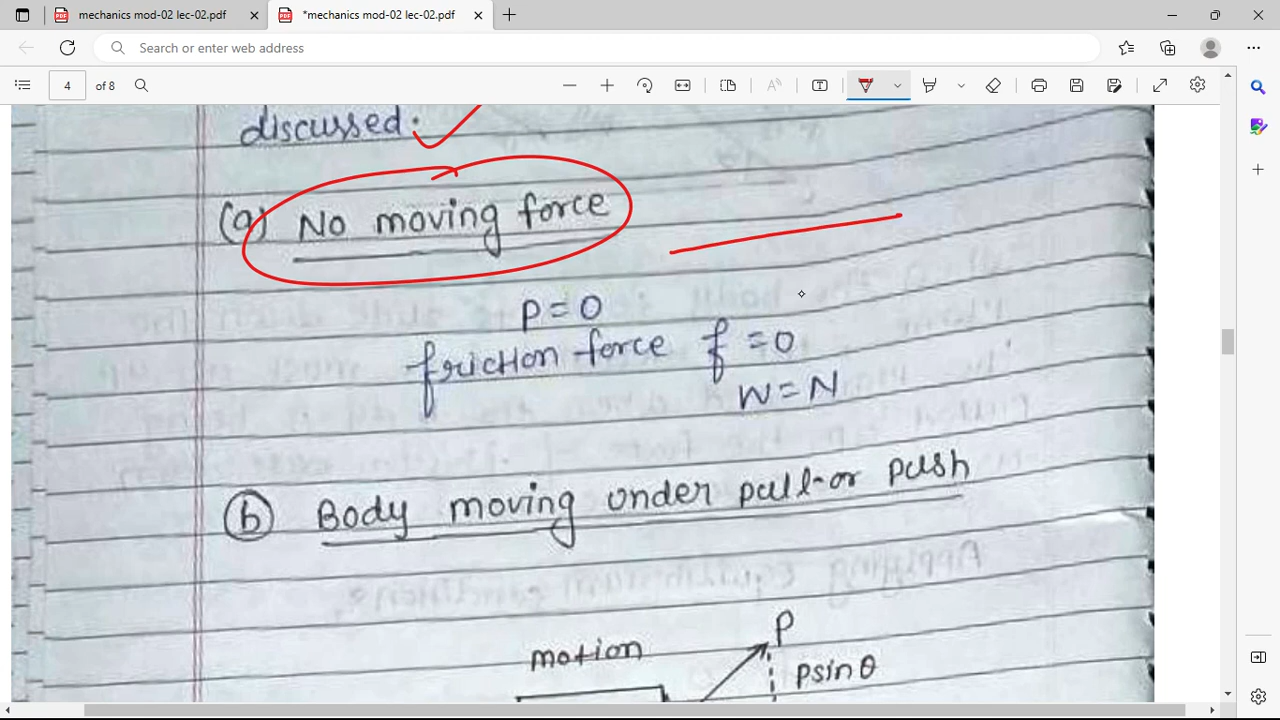 mechanics mod-02 lec-02.pdf
*mechanics mod-02 lec-02.pdf
Search or enter web address
4 of 8
discussed.
(a) No moving force
P=0
friction force f=0
W=N
(b) Body moving under pull-or push
motion
P
psinθ